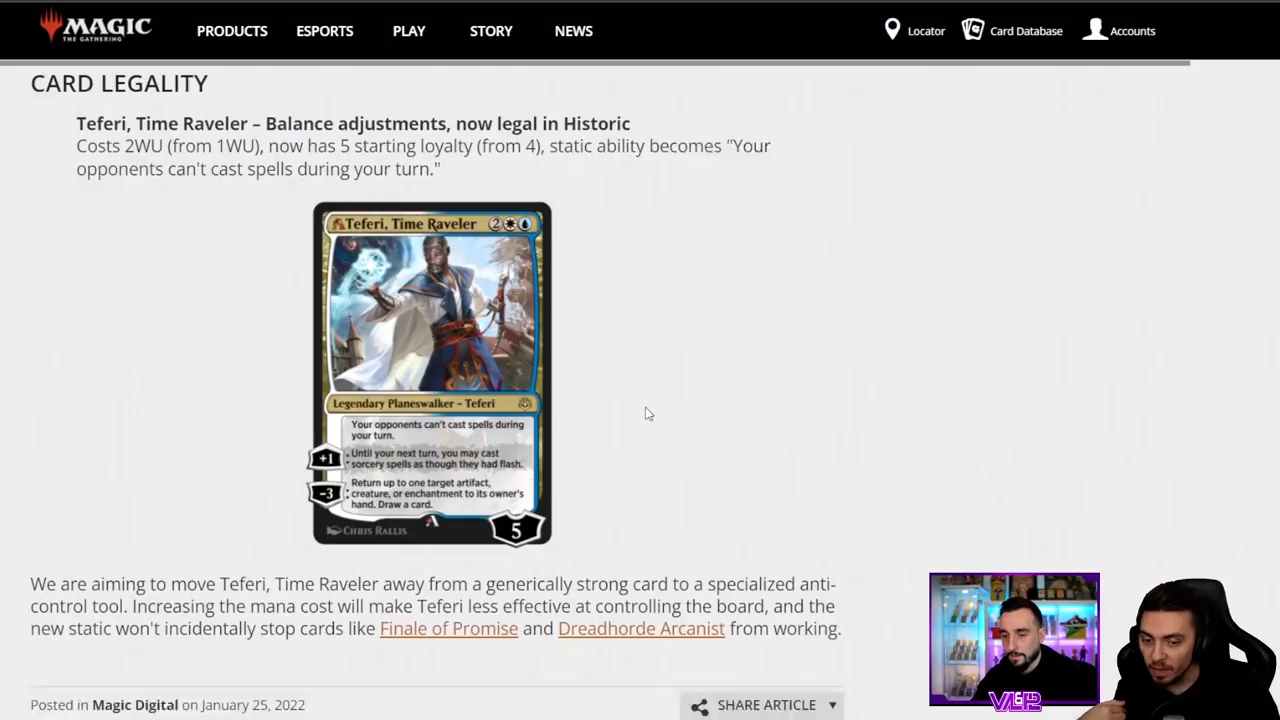 MAGIC
THE GATHERING
PRODUCTS
ESPORTS
PLAY
STORY
NEWS
Locator
Card Database
Accounts
CARD LEGALITY
Teferi, Time Raveler – Balance adjustments, now legal in Historic
Costs 2WU (from 1WU), now has 5 starting loyalty (from 4), static ability becomes "Your
opponents can't cast spells during your turn."
Teferi, Time Raveler 2
Legendary Planeswalker – Teferi
Your opponents can't cast spells during
your turn.
+1
: Until your next turn, you may cast
sorcery spells as though they had flash.
-3
Return up to one target artifact,
: creature, or enchantment to its owner's
hand. Draw a card.
CHRIS RALLIS
5
We are aiming to move Teferi, Time Raveler away from a generically strong card to a specialized anti-
control tool. Increasing the mana cost will make Teferi less effective at controlling the board, and the
new static won't incidentally stop cards like Finale of Promise and Dreadhorde Arcanist from working.
Posted in Magic Digital on January 25, 2022
SHARE ARTICLE